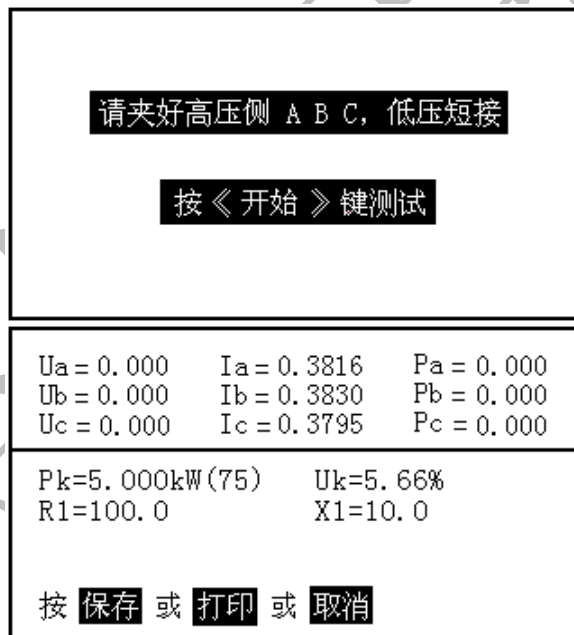 请夹好高压侧 A B C, 低压短接
按《开始》键测试
Ua=0.000 Ia=0.3816 Pa=0.000
Ub=0.000 Ib=0.3830 Pb=0.000
Uc=0.000 Ic=0.3795 Pc=0.000
Pk=5.000kW(75) Uk=5.66%
R1=100.0 X1=10.0
按 保存 或 打印 或 取消